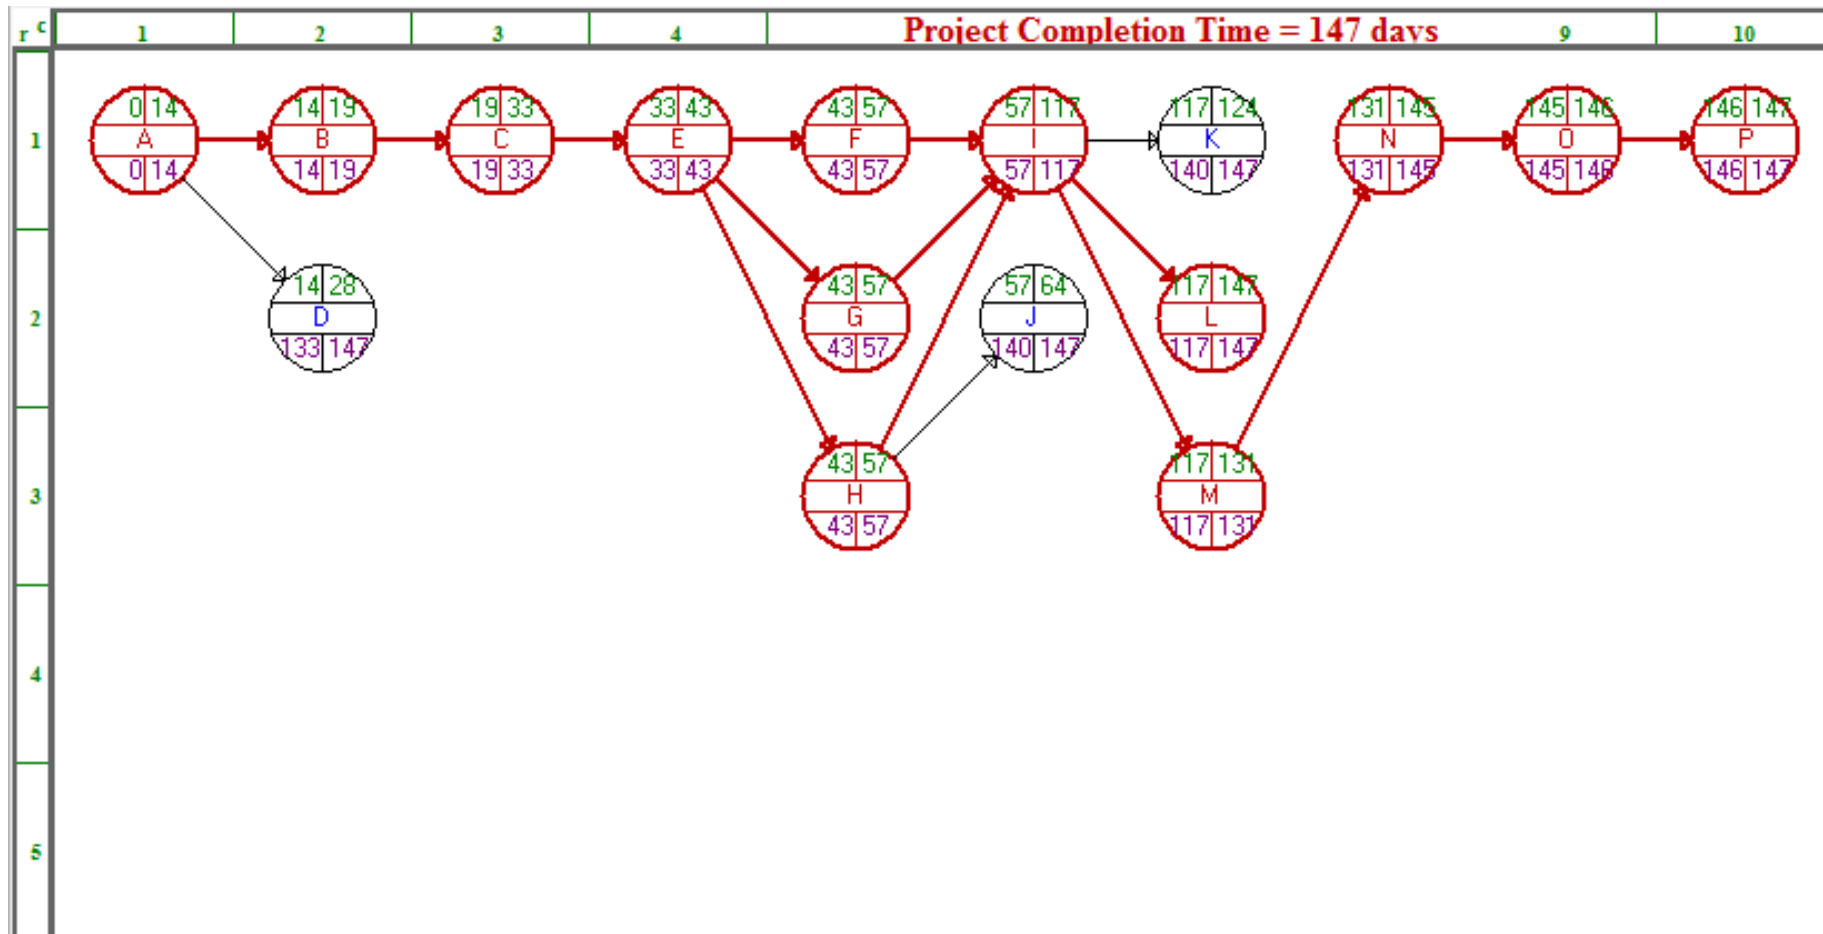 r c 1 2 3 4 Project Completion Time = 147 days 9 10
1
0 14 14 19 19 33 33 43 43 57 57 117 117 124 131 145 145 146 146 147
A B C E F I K N O P
0 14 14 19 19 33 33 43 43 57 57 117 140 147 131 145 145 146 146 147
2
14 28 43 57 57 64 117 147
D G J L
133 147 43 57 140 147 117 147
3
43 57 117 131
H M
43 57 117 131
4
5